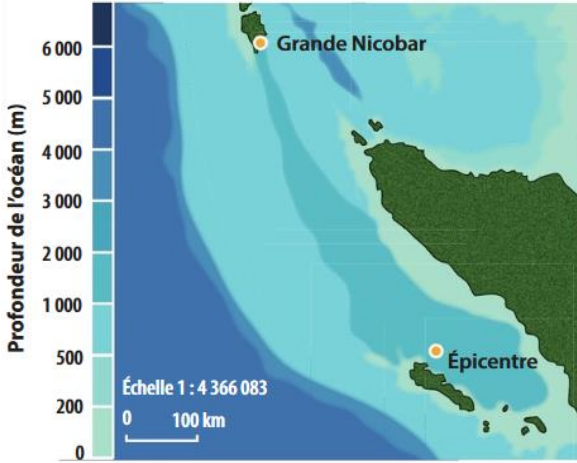 Profondeur de l'océan (m)
6 000
5 000
4 000
3 000
2 000
1 000
500
200
0
Grande Nicobar
Épicentre
Échelle 1 : 4 366 083
0 100 km